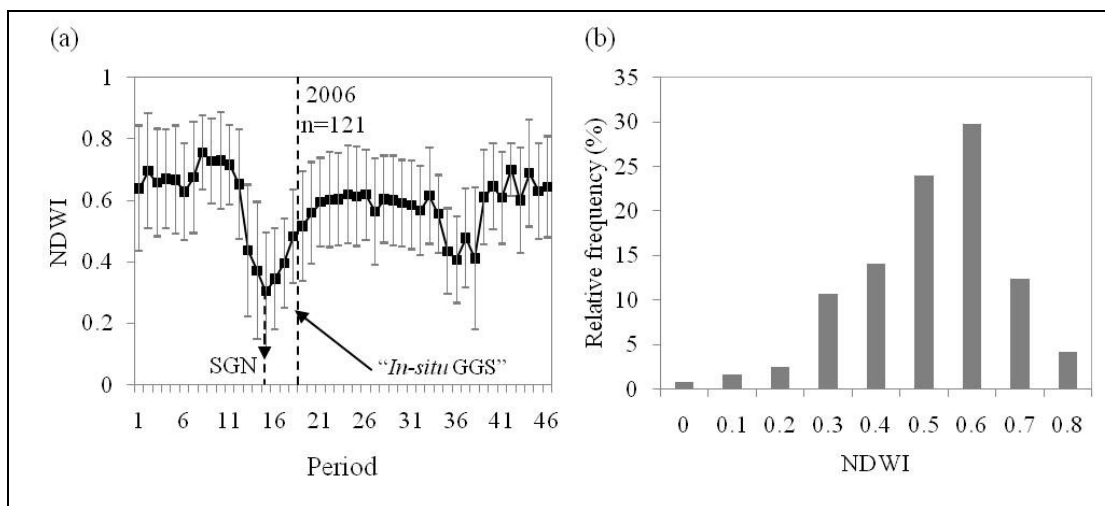 (a)
1
0.8
0.6
0.4
0.2
0
NDWI
2006
n=121
SGN
"In-situ GGS"
1 6 11 16 21 26 31 36 41 46
Period
(b)
35
30
25
20
15
10
5
0
Relative frequency (%)
0 0.1 0.2 0.3 0.4 0.5 0.6 0.7 0.8
NDWI